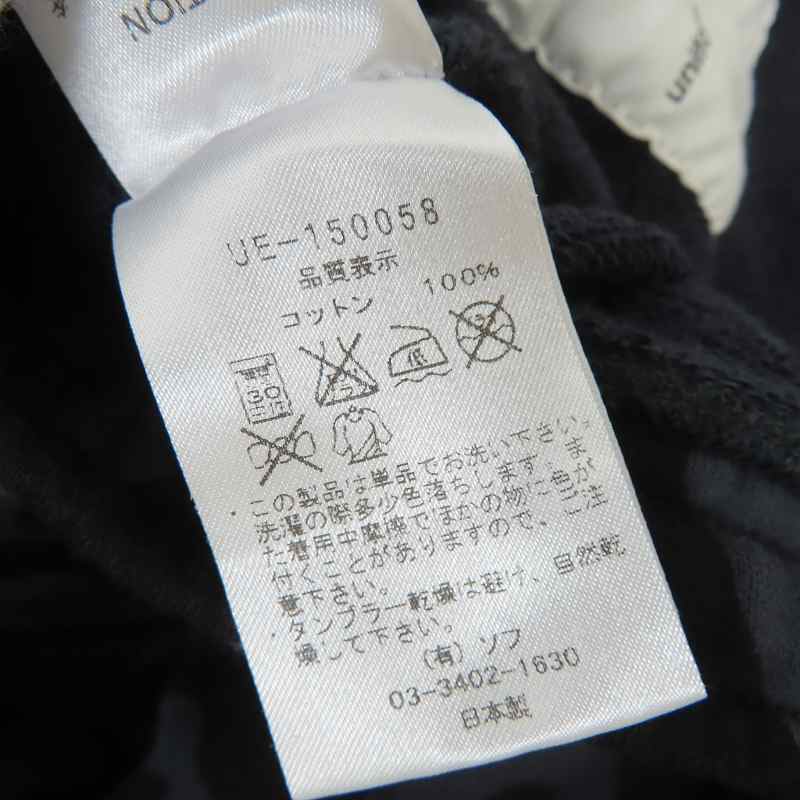 TION
unif
UE-150058
品質表示
コットン 100%
30
低
・この製品は単品でお洗い下さい。
洗濯の際多少色落ちします。ま
た着用中摩擦でほかの物に色が
付くことがありますので、ご注
意下さい。
・タンブラー乾燥は避け、自然乾
燥して下さい。
(有)ソフ
03-3402-1630
日本製